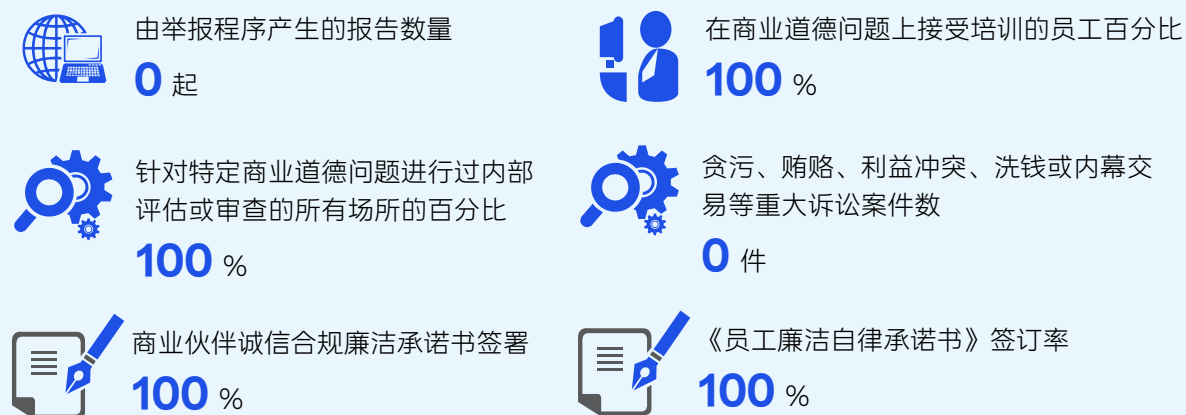 由举报程序产生的报告数量
0 起
在商业道德问题上接受培训的员工百分比
100 %
针对特定商业道德问题进行过内部
评估或审查的所有场所的百分比
100 %
贪污、贿赂、利益冲突、洗钱或内幕交
易等重大诉讼案件数
0 件
商业伙伴诚信合规廉洁承诺书签署
100 %
《员工廉洁自律承诺书》签订率
100 %